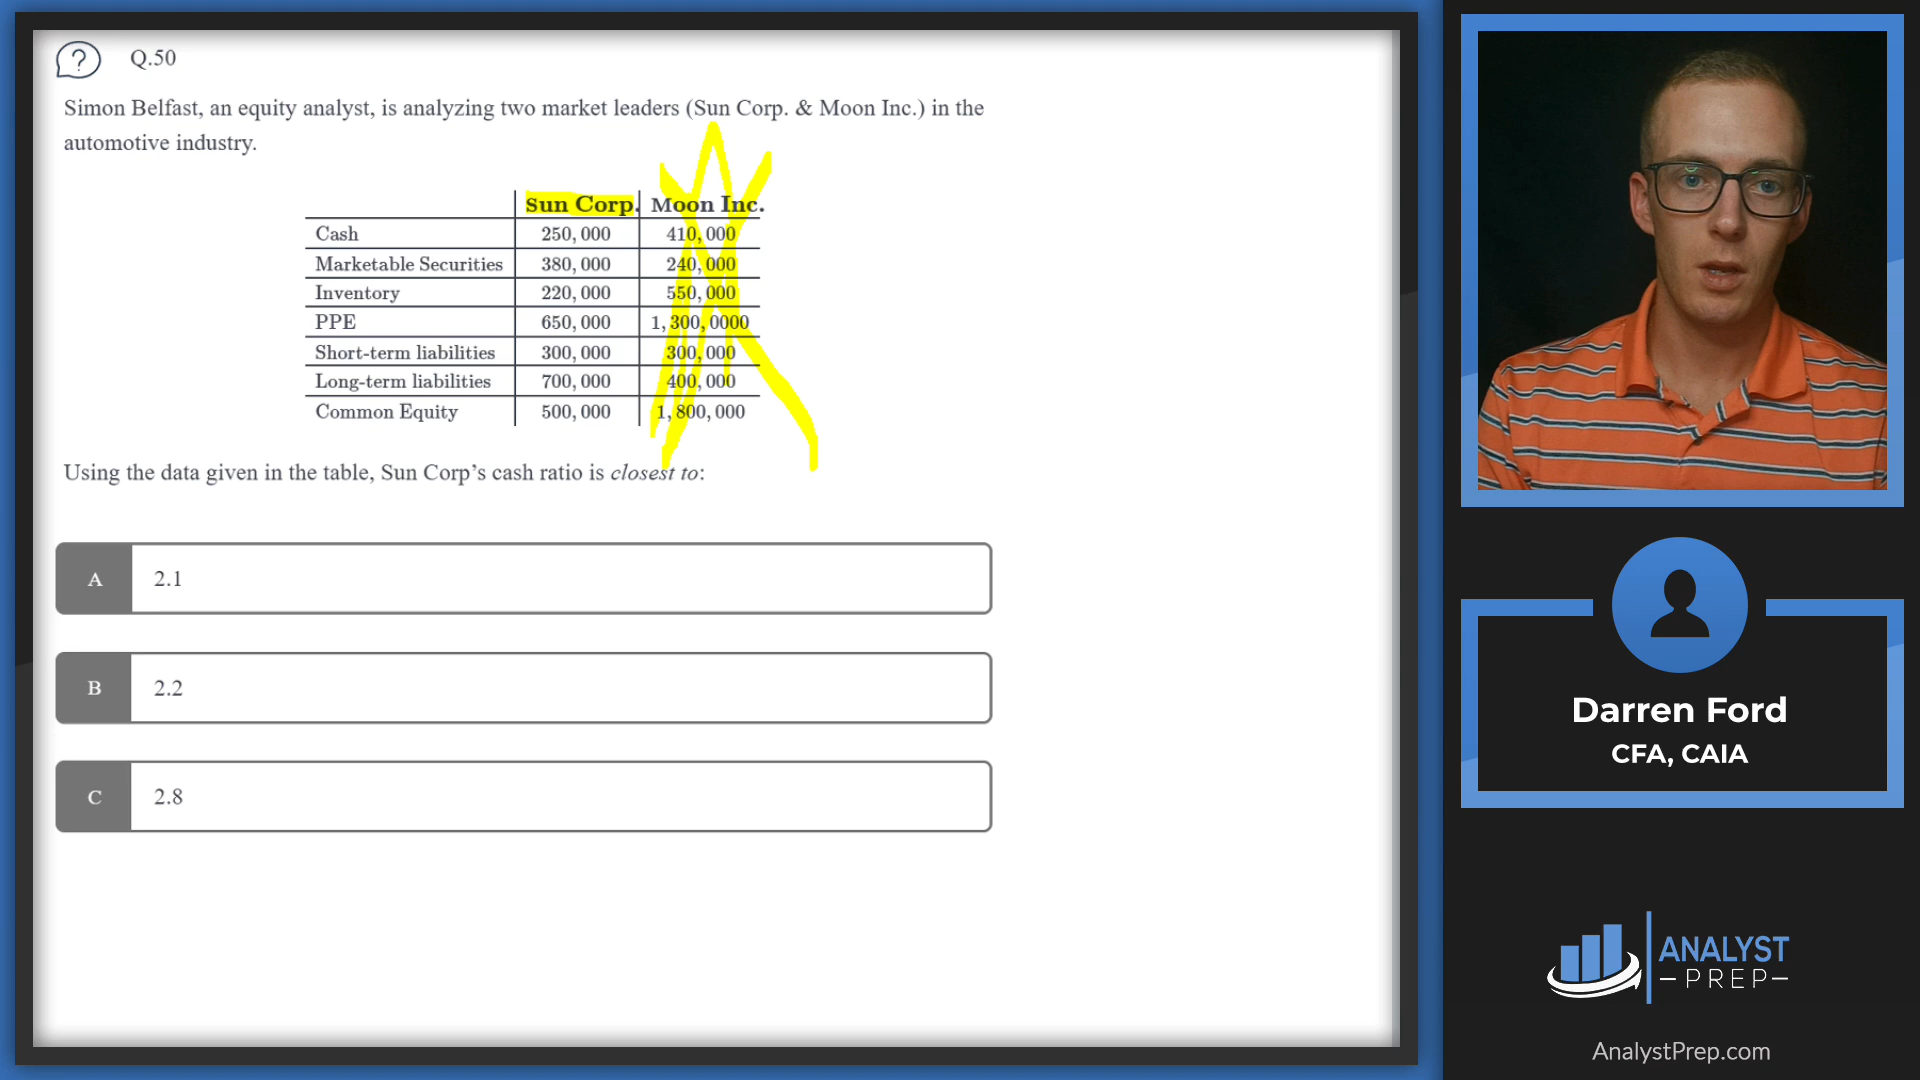 ?
Q.50
Simon Belfast, an equity analyst, is analyzing two market leaders (Sun Corp. & Moon Inc.) in the
automotive industry.
Sun Corp. Moon Inc.
Cash 250,000 410,000
Marketable Securities 380,000 240,000
Inventory 220,000 550,000
PPE 650,000 1,300,0000
Short-term liabilities 300,000 300,000
Long-term liabilities 700,000 400,000
Common Equity 500,000 1,800,000
Using the data given in the table, Sun Corp’s cash ratio is closest to:
A 2.1
B 2.2
C 2.8
Darren Ford
CFA, CAIA
ANALYST
PREP
AnalystPrep.com